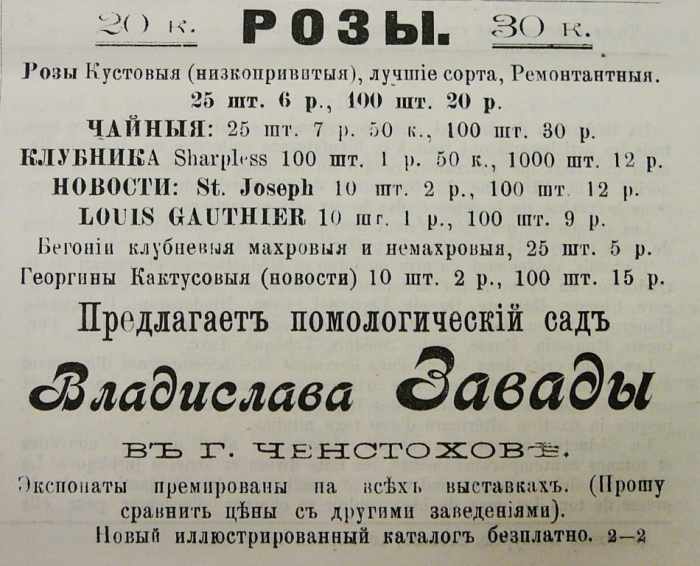 20 к. РОЗЫ. 30 к.
Розы Кустовыя (низкопривитыя), лучшіе сорта, Ремонтантныя.
25 шт. 6 р., 100 шт. 20 р.
ЧАЙНЫЯ: 25 шт. 7 р. 50 к., 100 шт. 30 р.
КЛУБНИКА Sharpless 100 шт. 1 р. 50 к., 1000 шт. 12 р.
НОВОСТИ: St. Joseph 10 шт. 2 р., 100 шт. 12 р.
LOUIS GAUTHIER 10 шт. 1 р., 100 шт. 9 р.
Бегоніи клубневыя махровыя и немахровыя, 25 шт. 5 р.
Георгины Кактусовыя (новости) 10 шт. 2 р., 100 шт. 15 р.
Предлагаетъ помологическій садъ
Владислава Завады
ВЪ Г. ЧЕНСТОХОВѢ.
Экспонаты премированы на всѣхъ выставкахъ. (Прошу
сравнить цѣны съ другими заведеніями).
Новый иллюстрированный каталогъ безплатно. 2—2